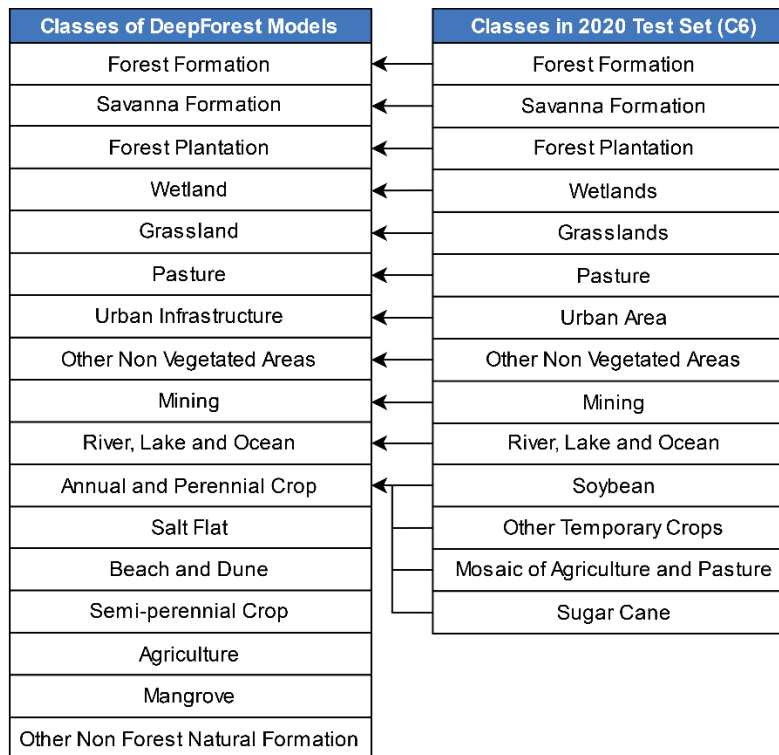 Classes of DeepForest Models
Forest Formation
Savanna Formation
Forest Plantation
Wetland
Grassland
Pasture
Urban Infrastructure
Other Non Vegetated Areas
Mining
River, Lake and Ocean
Annual and Perennial Crop
Salt Flat
Beach and Dune
Semi-perennial Crop
Agriculture
Mangrove
Other Non Forest Natural Formation
Classes in 2020 Test Set (C6)
Forest Formation
Savanna Formation
Forest Plantation
Wetlands
Grasslands
Pasture
Urban Area
Other Non Vegetated Areas
Mining
River, Lake and Ocean
Soybean
Other Temporary Crops
Mosaic of Agriculture and Pasture
Sugar Cane